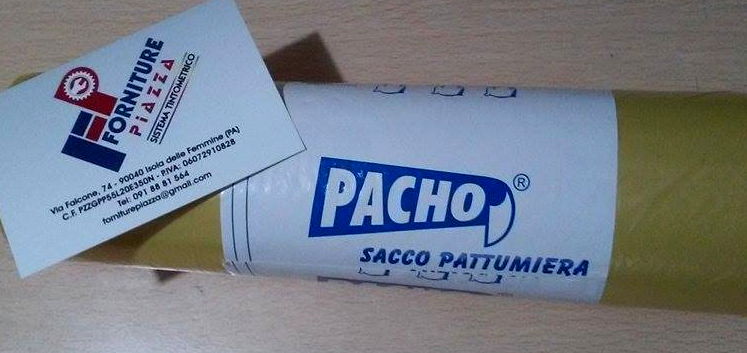 FORNITURE
PiAZZA
SISTEMA TINTOMETRICO
Via Falcone, 74 - 90040 Isola delle Femmine (PA)
C.F. PZZGPP55L20E350N - P.IVA: 06072910828
Tel: 091 88 81 564
forniturepiazza@gmail.com
PACHO ®
SACCO PATTUMIERA